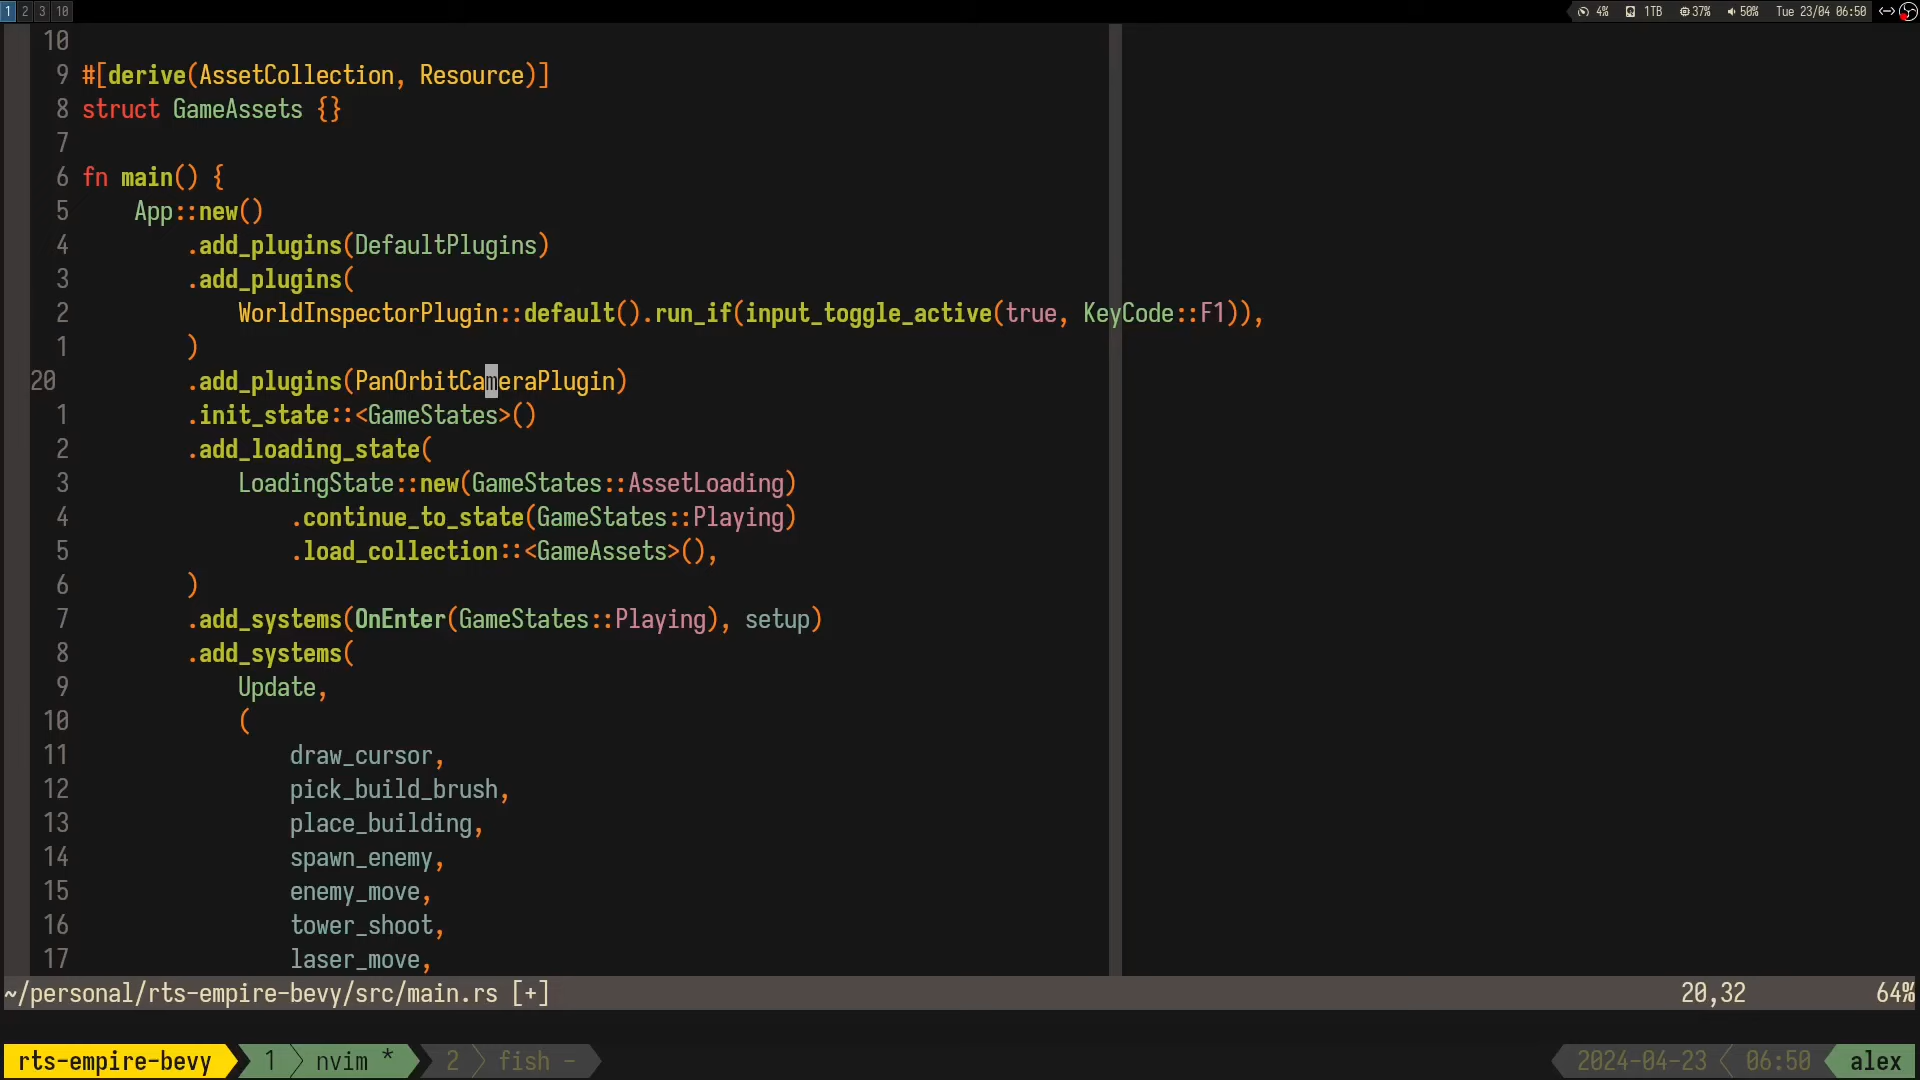 1 2 3 10 4% 1TB 37% 50% Tue 23/04 06:50
10
9 #[derive(AssetCollection, Resource)]
8 struct GameAssets {}
7
6 fn main() {
5 App::new()
4 .add_plugins(DefaultPlugins)
3 .add_plugins(
2 WorldInspectorPlugin::default().run_if(input_toggle_active(true, KeyCode::F1)),
1 )
20 .add_plugins(PanOrbitCameraPlugin)
1 .init_state::<GameStates>()
2 .add_loading_state(
3 LoadingState::new(GameStates::AssetLoading)
4 .continue_to_state(GameStates::Playing)
5 .load_collection::<GameAssets>(),
6 )
7 .add_systems(OnEnter(GameStates::Playing), setup)
8 .add_systems(
9 Update,
10 (
11 draw_cursor,
12 pick_build_brush,
13 place_building,
14 spawn_enemy,
15 enemy_move,
16 tower_shoot,
17 laser_move,
~/personal/rts-empire-bevy/src/main.rs [+] 20,32 64%
rts-empire-bevy 1 nvim * 2 fish - 2024-04-23 06:50 alex